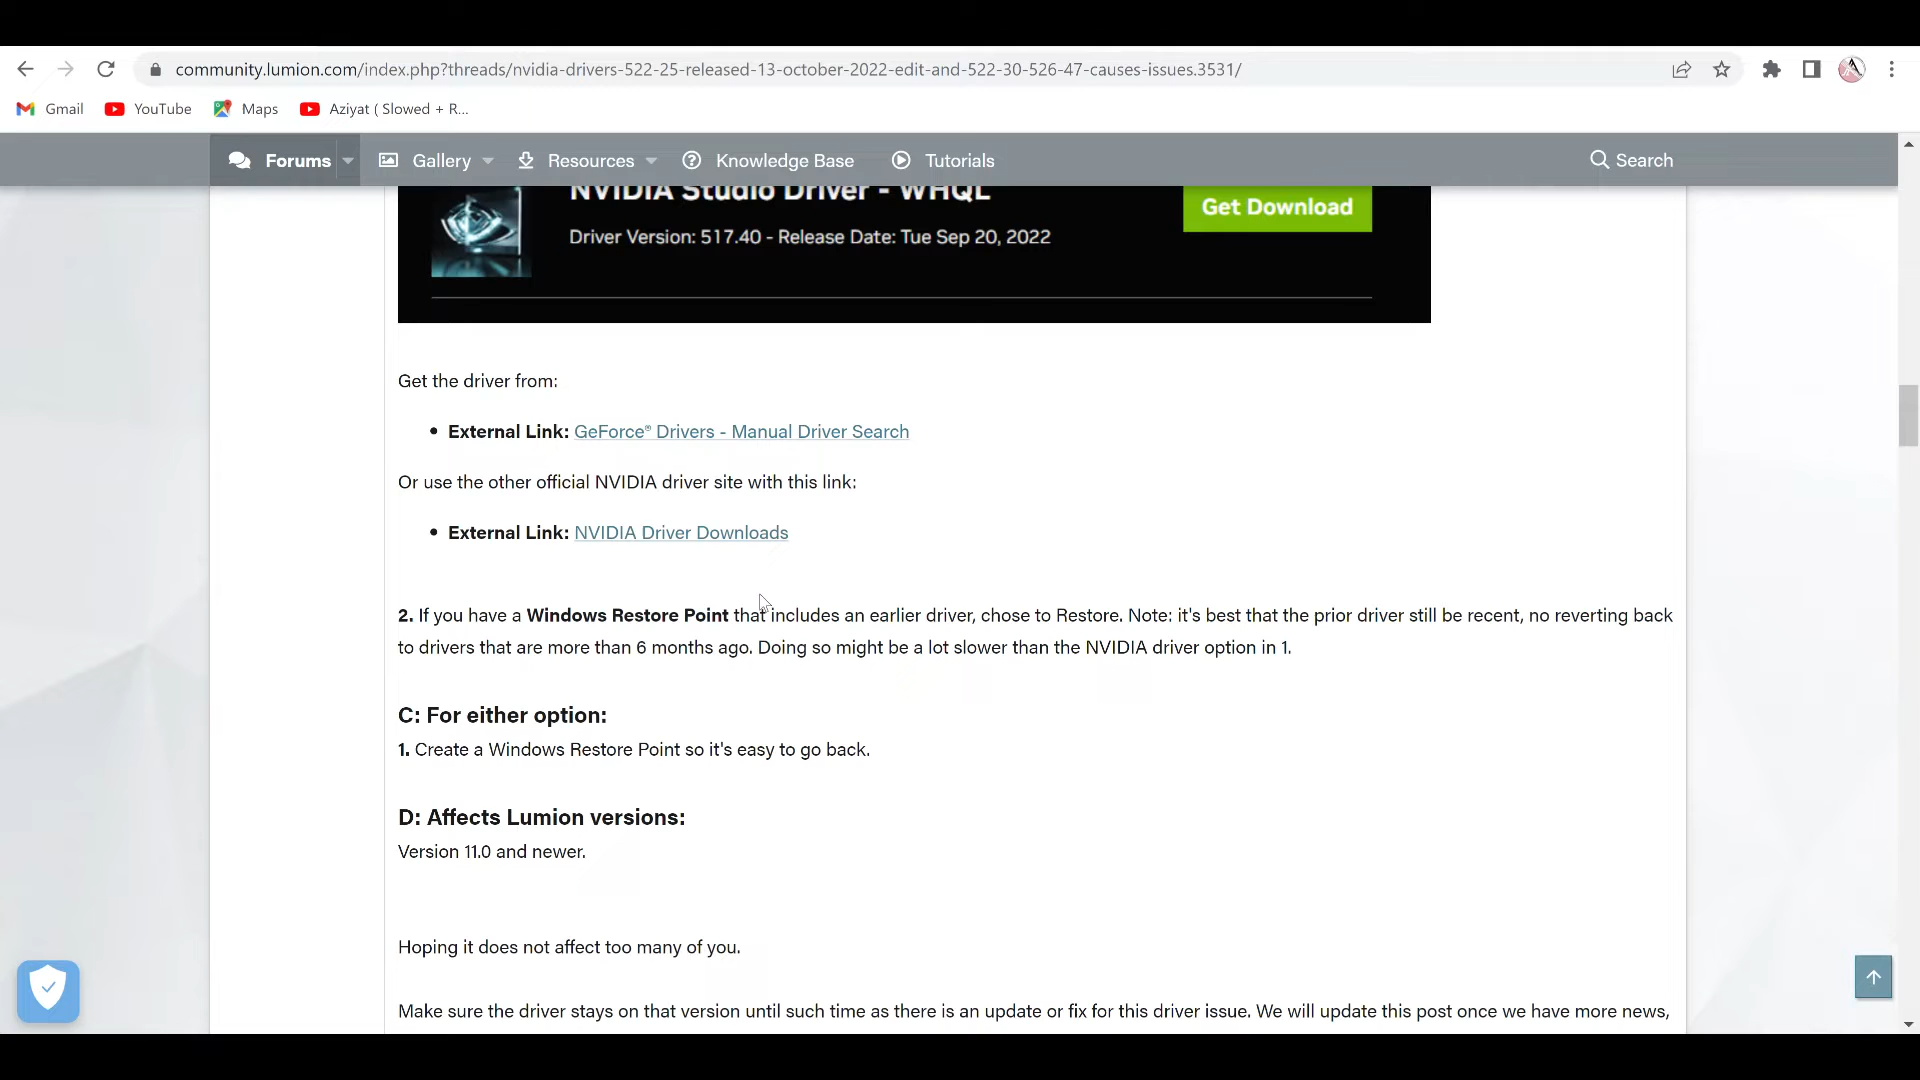 community.lumion.com/index.php?threads/nvidia-drivers-522-25-released-13-october-2022-edit-and-522-30-526-47-causes-issues.3531/
Gmail YouTube Maps Aziyat ( Slowed + R...
Forums Gallery Resources Knowledge Base Tutorials Search
NVIDIA Studio Driver - WHQL
Get Download
Driver Version: 517.40 - Release Date: Tue Sep 20, 2022
Get the driver from:
• External Link: GeForce® Drivers - Manual Driver Search
Or use the other official NVIDIA driver site with this link:
• External Link: NVIDIA Driver Downloads
2. If you have a Windows Restore Point that includes an earlier driver, chose to Restore. Note: it's best that the prior driver still be recent, no reverting back
to drivers that are more than 6 months ago. Doing so might be a lot slower than the NVIDIA driver option in 1.
C: For either option:
1. Create a Windows Restore Point so it's easy to go back.
D: Affects Lumion versions:
Version 11.0 and newer.
Hoping it does not affect too many of you.
Make sure the driver stays on that version until such time as there is an update or fix for this driver issue. We will update this post once we have more news,